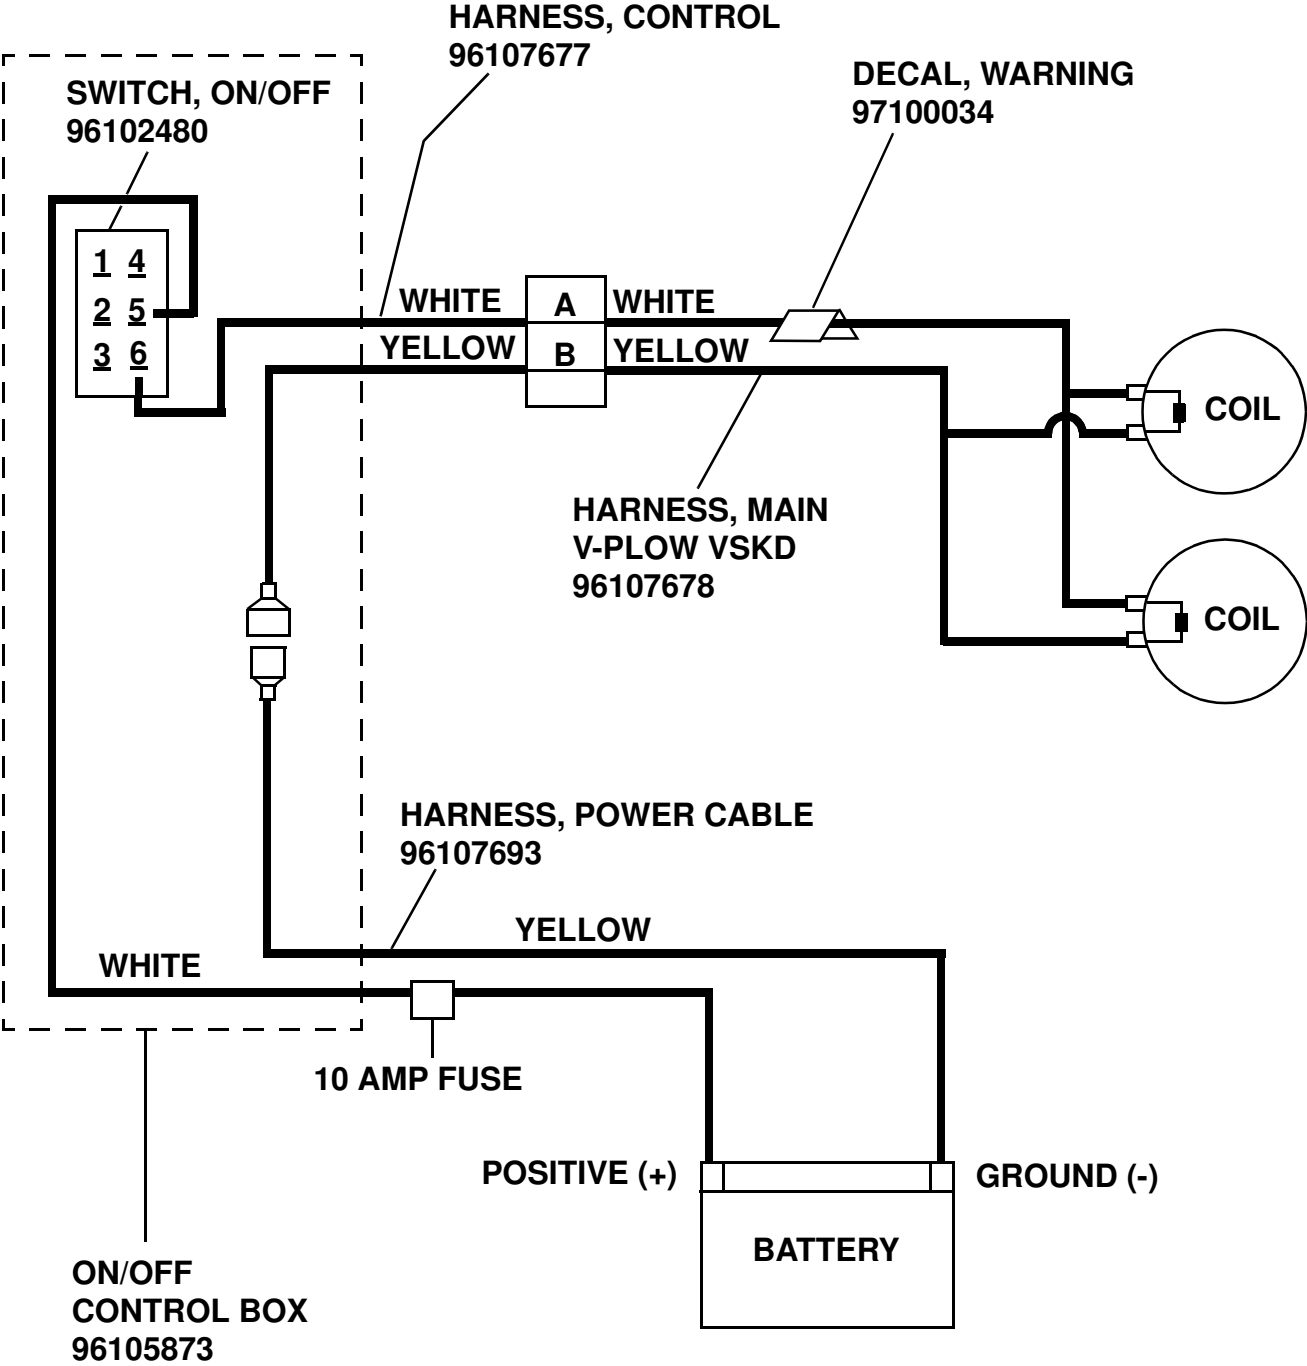 HARNESS, CONTROL
96107677
DECAL, WARNING
97100034
SWITCH, ON/OFF
96102480
1 4
2 5
3 6
WHITE
A
WHITE
YELLOW
B
YELLOW
COIL
HARNESS, MAIN
V-PLOW VSKD
96107678
COIL
HARNESS, POWER CABLE
96107693
YELLOW
WHITE
10 AMP FUSE
POSITIVE (+)
GROUND (-)
BATTERY
ON/OFF
CONTROL BOX
96105873